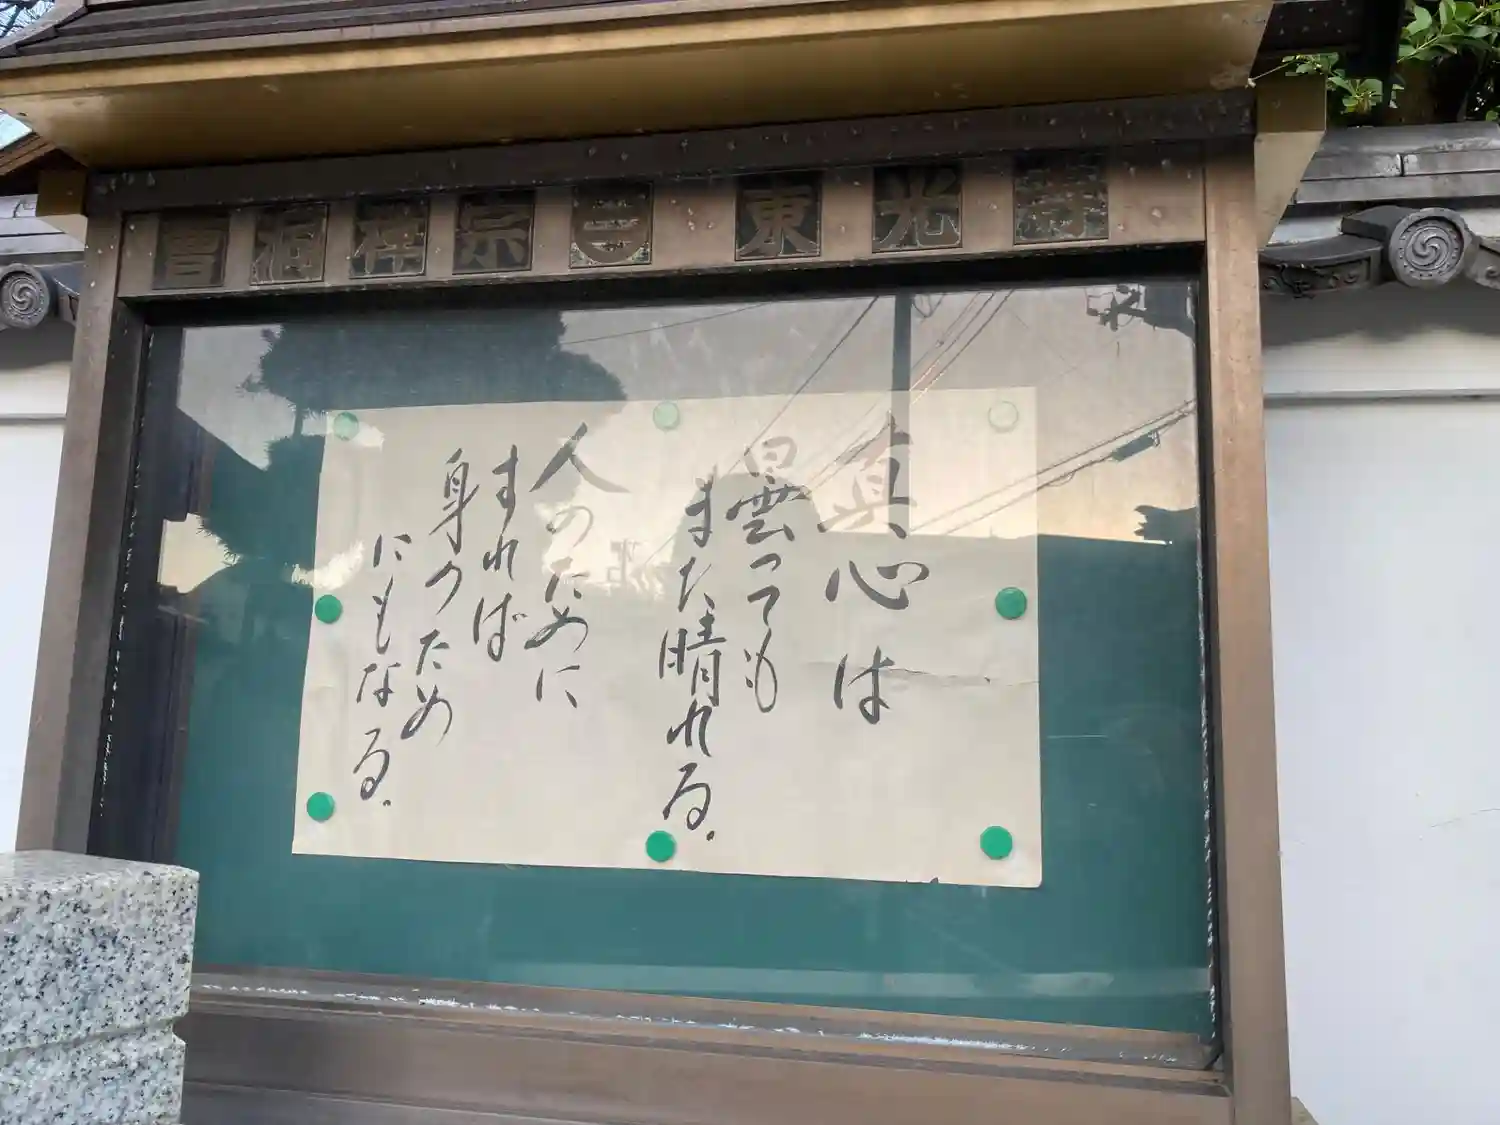 曹洞禅宗 東光寺
真心は
曇っても
また晴れる.
人のために
すれば
身のため
にもなる.